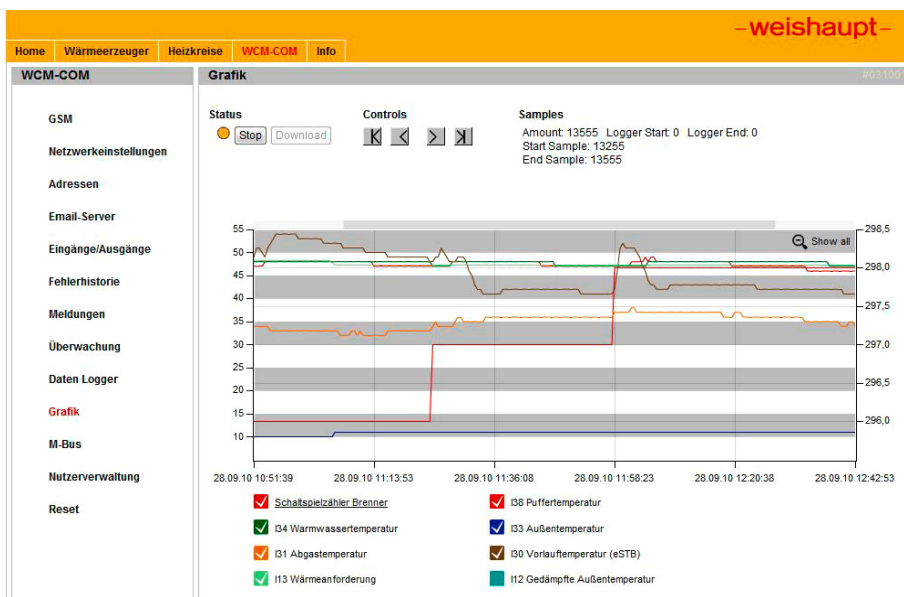 -weishaupt-
Home Wärmeerzeuger Heizkreise WCM-COM Info
WCM-COM
Grafik
GSM
Netzwerkeinstellungen
Adressen
Email-Server
Eingänge/Ausgänge
Fehlerhistorie
Meldungen
Überwachung
Daten Logger
Grafik
M-Bus
Nutzerverwaltung
Reset
Status
Stop Download
Controls
Samples
Amount: 13555 Logger Start: 0 Logger End: 0
Start Sample: 13255
End Sample: 13555
Show all
55
50
45
40
35
30
25
20
15
10
298,5
298,0
297,5
297,0
296,5
296,0
28.09.10 10:51:39 28.09.10 11:13:53 28.09.10 11:36:08 28.09.10 11:58:23 28.09.10 12:20:38 28.09.10 12:42:53
Schaltspielzähler Brenner I38 Puffertemperatur
I34 Warmwassertemperatur I33 Außentemperatur
I31 Abgastemperatur I30 Vorlauftemperatur (eSTB)
I13 Wärmeanforderung I12 Gedämpfte Außentemperatur